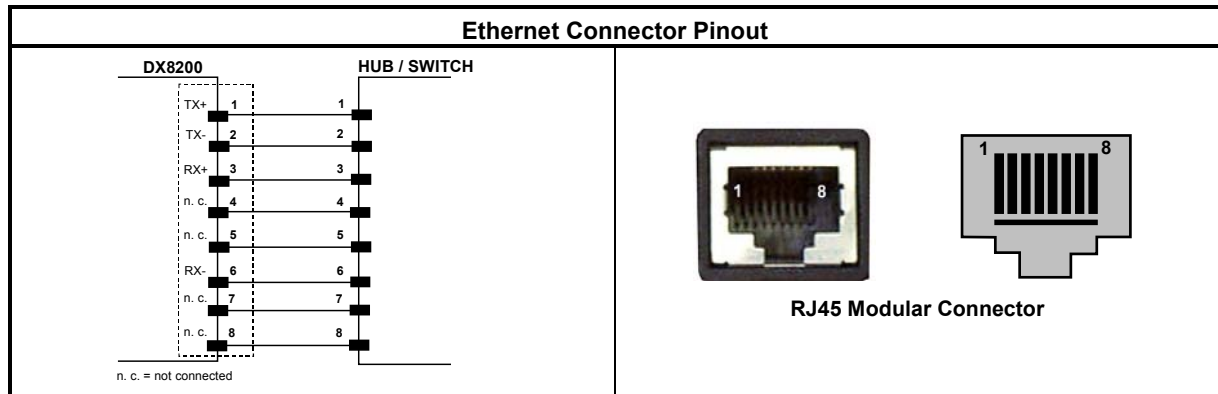 Ethernet Connector Pinout
DX8200 HUB / SWITCH
TX+ 1 1
TX- 2 2
RX+ 3 3
n. c. 4 4
n. c. 5 5
RX- 6 6
n. c. 7 7
n. c. 8 8
n. c. = not connected
1 8
1 8
RJ45 Modular Connector